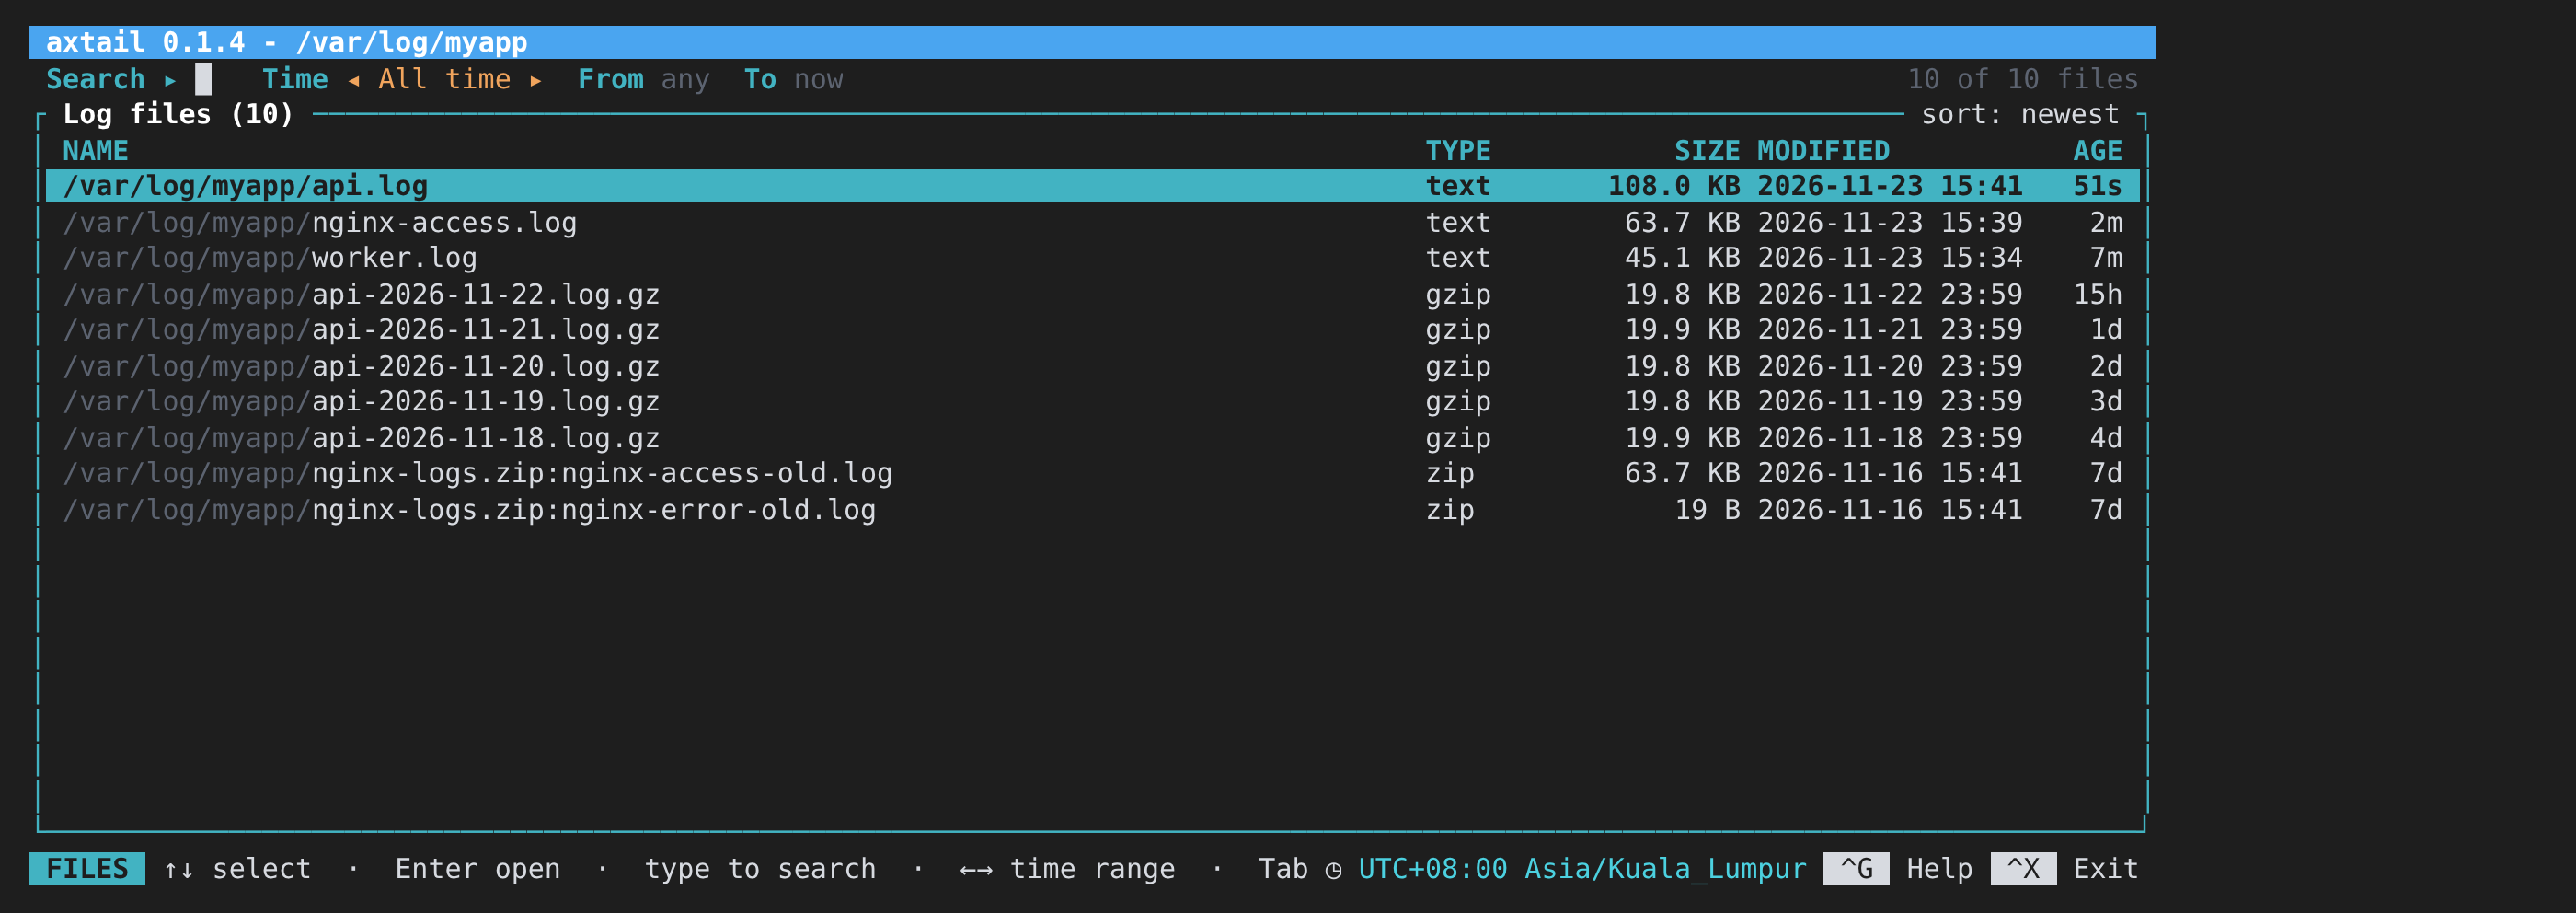 axtail 0.1.4 - /var/log/myapp
Search ▸ Time ◂ All time ▸ From any To now 10 of 10 files
Log files (10) sort: newest
NAME TYPE SIZE MODIFIED AGE
/var/log/myapp/api.log text 108.0 KB 2026-11-23 15:41 51s
/var/log/myapp/nginx-access.log text 63.7 KB 2026-11-23 15:39 2m
/var/log/myapp/worker.log text 45.1 KB 2026-11-23 15:34 7m
/var/log/myapp/api-2026-11-22.log.gz gzip 19.8 KB 2026-11-22 23:59 15h
/var/log/myapp/api-2026-11-21.log.gz gzip 19.9 KB 2026-11-21 23:59 1d
/var/log/myapp/api-2026-11-20.log.gz gzip 19.8 KB 2026-11-20 23:59 2d
/var/log/myapp/api-2026-11-19.log.gz gzip 19.8 KB 2026-11-19 23:59 3d
/var/log/myapp/api-2026-11-18.log.gz gzip 19.9 KB 2026-11-18 23:59 4d
/var/log/myapp/nginx-logs.zip:nginx-access-old.log zip 63.7 KB 2026-11-16 15:41 7d
/var/log/myapp/nginx-logs.zip:nginx-error-old.log zip 19 B 2026-11-16 15:41 7d
FILES ↑↓ select · Enter open · type to search · ←→ time range · Tab ◷ UTC+08:00 Asia/Kuala_Lumpur ^G Help ^X Exit